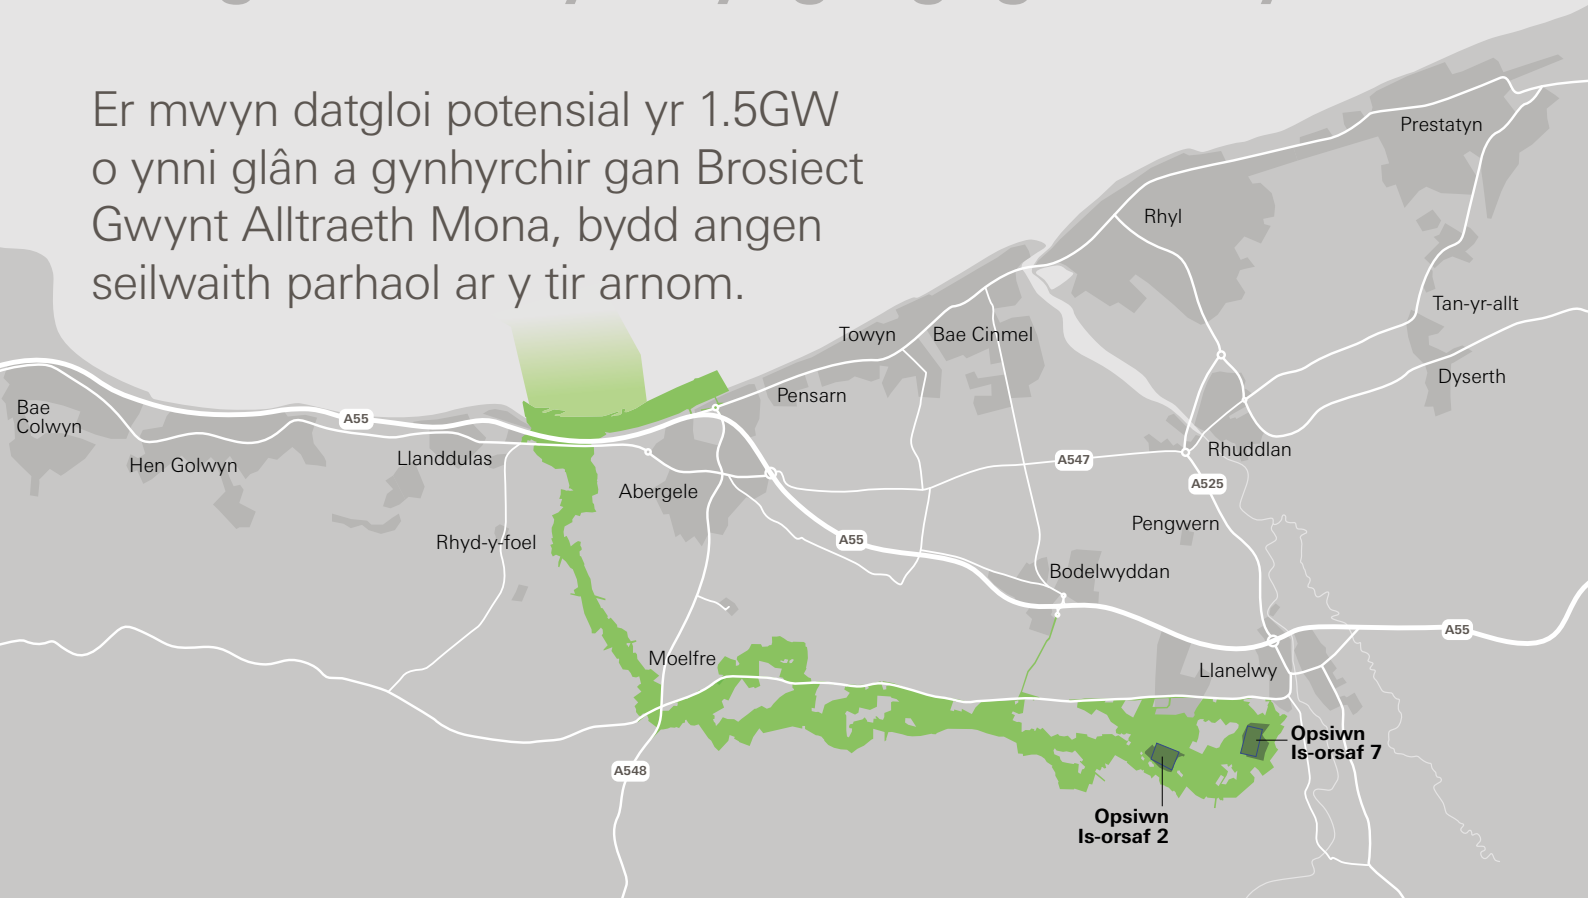 Er mwyn datgloi potensial yr 1.5GW
o ynni glân a gynhyrchir gan Brosiect
Gwynt Alltraeth Mona, bydd angen
seilwaith parhaol ar y tir arnom.
Prestatyn
Rhyl
Tan-yr-allt
Towyn
Bae Cinmel
Dyserth
Pensarn
Bae
Colwyn
A55
Hen Golwyn
Llanddulas
Rhuddlan
A547
A525
Abergele
Pengwern
Rhyd-y-foel
A55
Bodelwyddan
A55
Moelfre
Llanelwy
Opsiwn
Is-orsaf 7
A548
Opsiwn
Is-orsaf 2